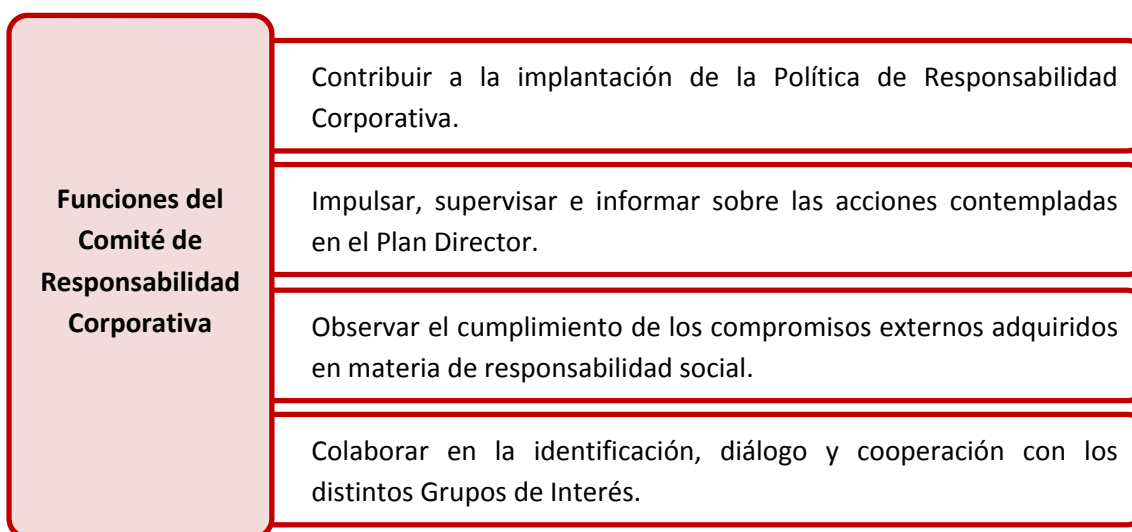 Funciones del
Comité de
Responsabilidad
Corporativa
Contribuir a la implantación de la Política de Responsabilidad
Corporativa.
Impulsar, supervisar e informar sobre las acciones contempladas
en el Plan Director.
Observar el cumplimiento de los compromisos externos adquiridos
en materia de responsabilidad social.
Colaborar en la identificación, diálogo y cooperación con los
distintos Grupos de Interés.